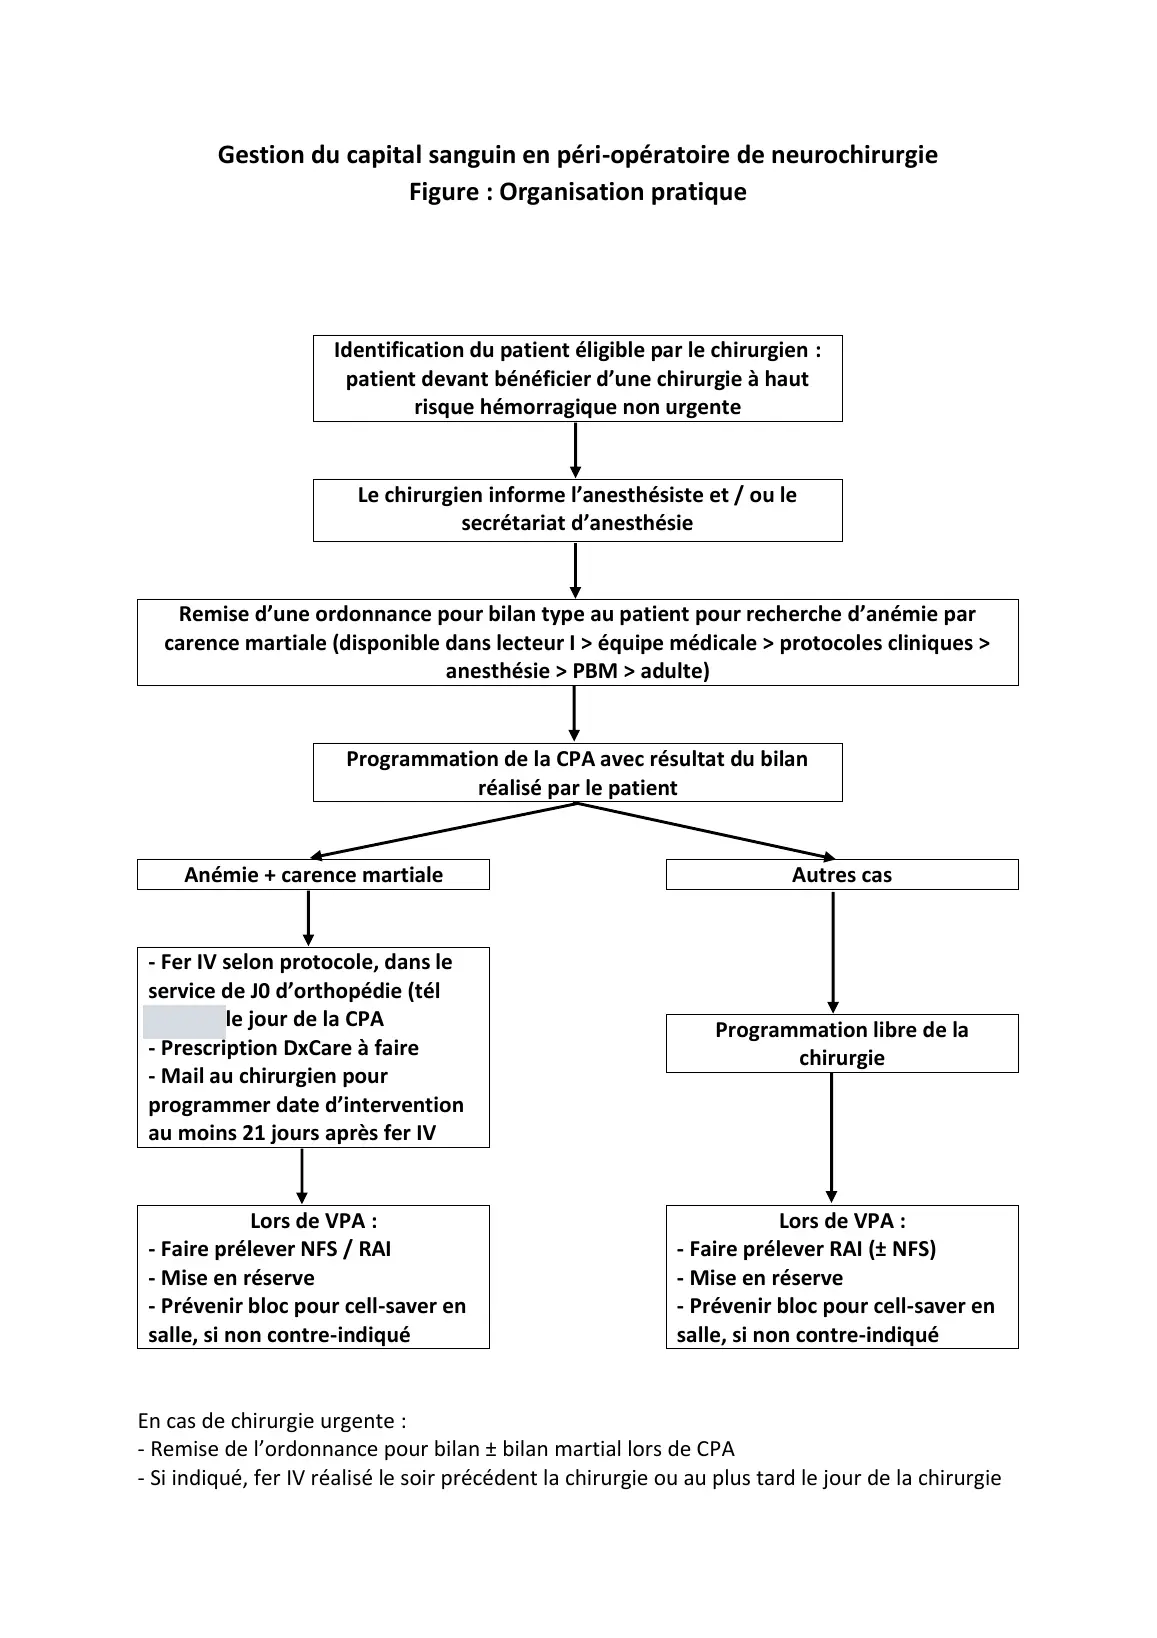 Gestion du capital sanguin en péri-opératoire de neurochirurgie
Figure : Organisation pratique
Identification du patient éligible par le chirurgien :
patient devant bénéficier d’une chirurgie à haut
risque hémorragique non urgente
Le chirurgien informe l’anesthésiste et / ou le
secrétariat d’anesthésie
Remise d’une ordonnance pour bilan type au patient pour recherche d’anémie par
carence martiale (disponible dans lecteur I > équipe médicale > protocoles cliniques >
anesthésie > PBM > adulte)
Programmation de la CPA avec résultat du bilan
réalisé par le patient
Anémie + carence martiale
- Fer IV selon protocole, dans le
service de J0 d’orthopédie (tél
le jour de la CPA
- Prescription DxCare à faire
- Mail au chirurgien pour
programmer date d’intervention
au moins 21 jours après fer IV
Lors de VPA :
- Faire prélever NFS / RAI
- Mise en réserve
- Prévenir bloc pour cell-saver en
salle, si non contre-indiqué
Autres cas
Programmation libre de la
chirurgie
Lors de VPA :
- Faire prélever RAI (± NFS)
- Mise en réserve
- Prévenir bloc pour cell-saver en
salle, si non contre-indiqué
En cas de chirurgie urgente :
- Remise de l’ordonnance pour bilan ± bilan martial lors de CPA
- Si indiqué, fer IV réalisé le soir précédent la chirurgie ou au plus tard le jour de la chirurgie